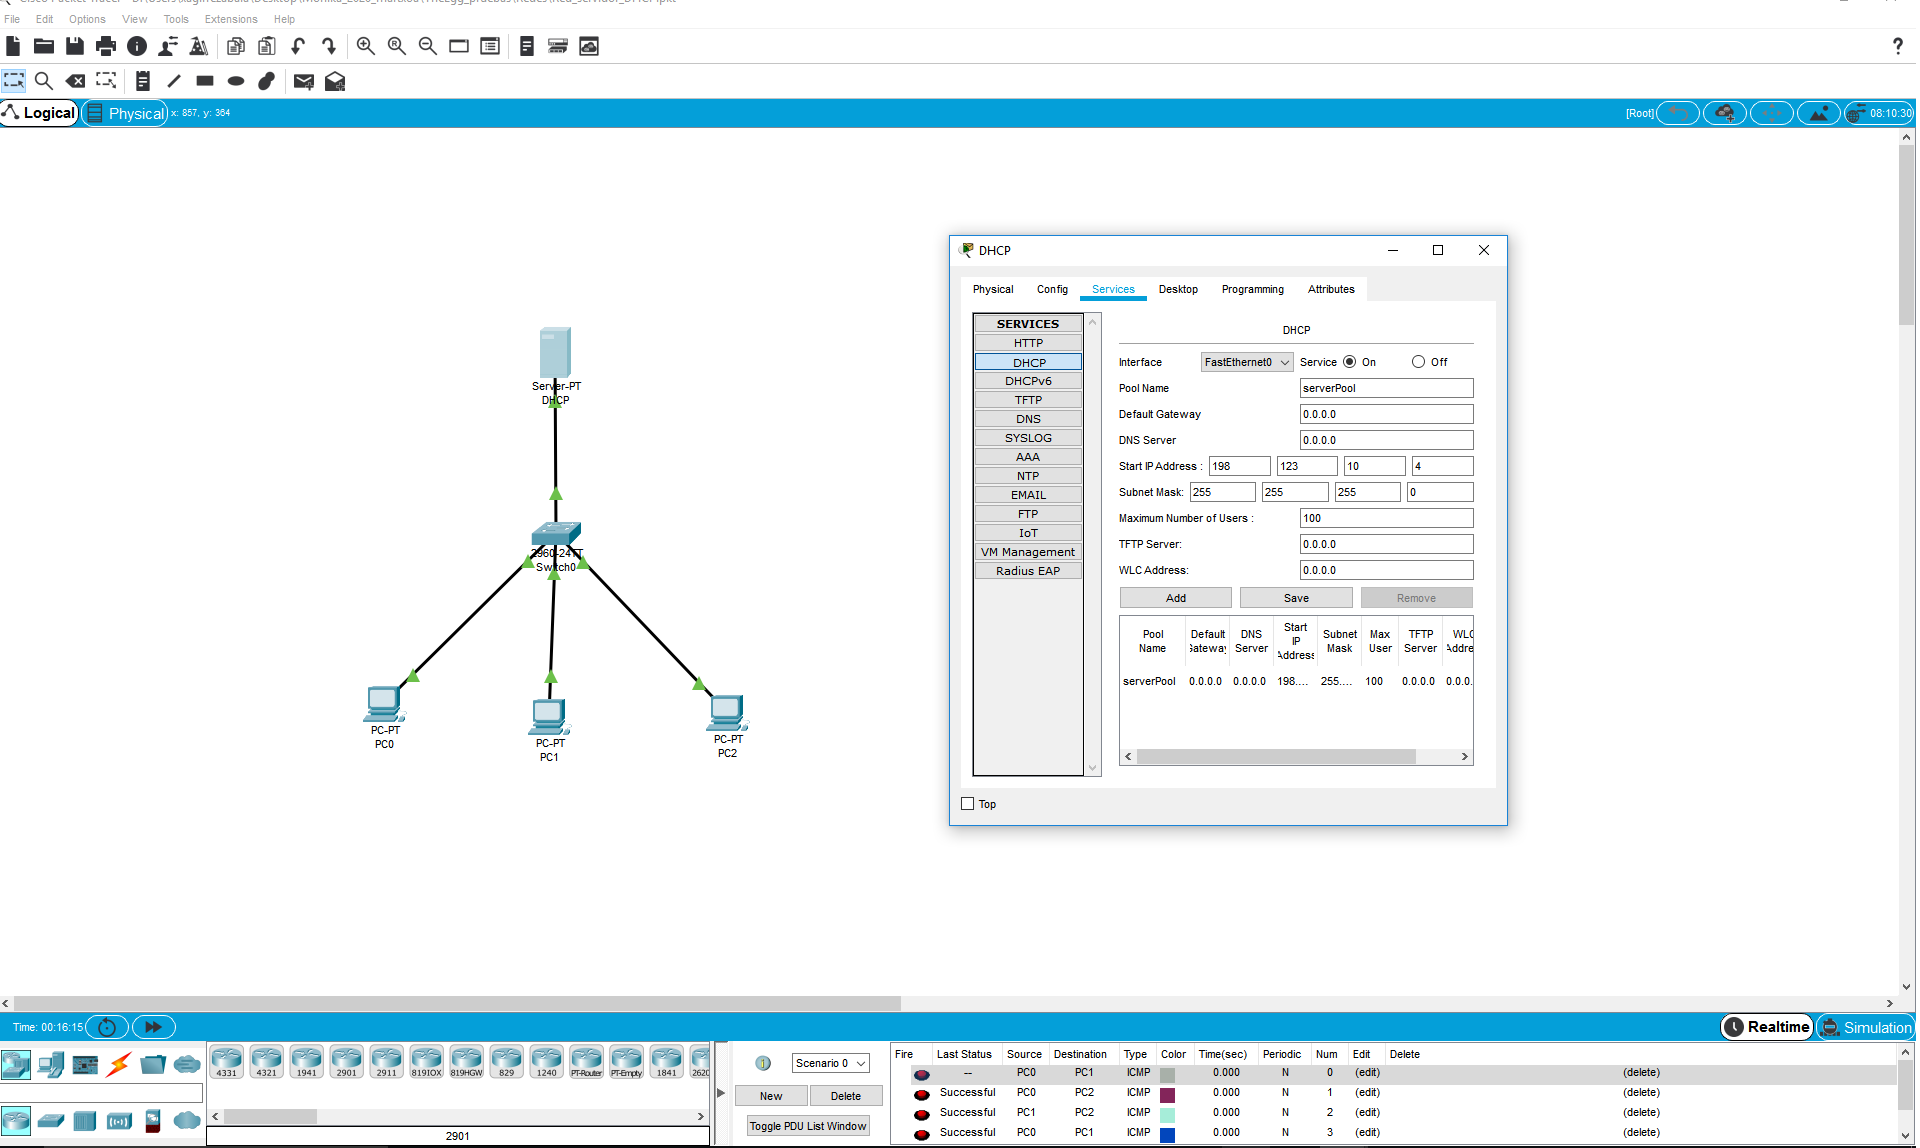 File Edit Options View Tools Extensions Help
?
Logical Physical x: 857, y: 364 [Root] 08:10:30
Server-PT
DHCP
2960-24TT
Switch0
PC-PT
PC0
PC-PT
PC1
PC-PT
PC2
DHCP
Physical Config Services Desktop Programming Attributes
SERVICES
HTTP
DHCP
DHCPv6
TFTP
DNS
SYSLOG
AAA
NTP
EMAIL
FTP
IoT
VM Management
Radius EAP
DHCP
Interface FastEthernet0 Service On Off
Pool Name serverPool
Default Gateway 0.0.0.0
DNS Server 0.0.0.0
Start IP Address : 198 123 10 4
Subnet Mask: 255 255 255 0
Maximum Number of Users : 100
TFTP Server: 0.0.0.0
WLC Address: 0.0.0.0
Add Save Remove
Pool Name Default Gateway DNS Server Start IP Address Subnet Mask Max User TFTP Server WLC Addre
serverPool 0.0.0.0 0.0.0.0 198.... 255.... 100 0.0.0.0 0.0.0.
Top
Time: 00:16:15 Realtime Simulation
4331 4321 1941 2901 2911 819IOX 819HGW 829 1240 PT-Router PT-Empty 1841 2620
2901
Scenario 0
New Delete
Toggle PDU List Window
Fire Last Status Source Destination Type Color Time(sec) Periodic Num Edit Delete
-- PC0 PC1 ICMP 0.000 N 0 (edit) (delete)
Successful PC0 PC2 ICMP 0.000 N 1 (edit) (delete)
Successful PC1 PC2 ICMP 0.000 N 2 (edit) (delete)
Successful PC0 PC1 ICMP 0.000 N 3 (edit) (delete)